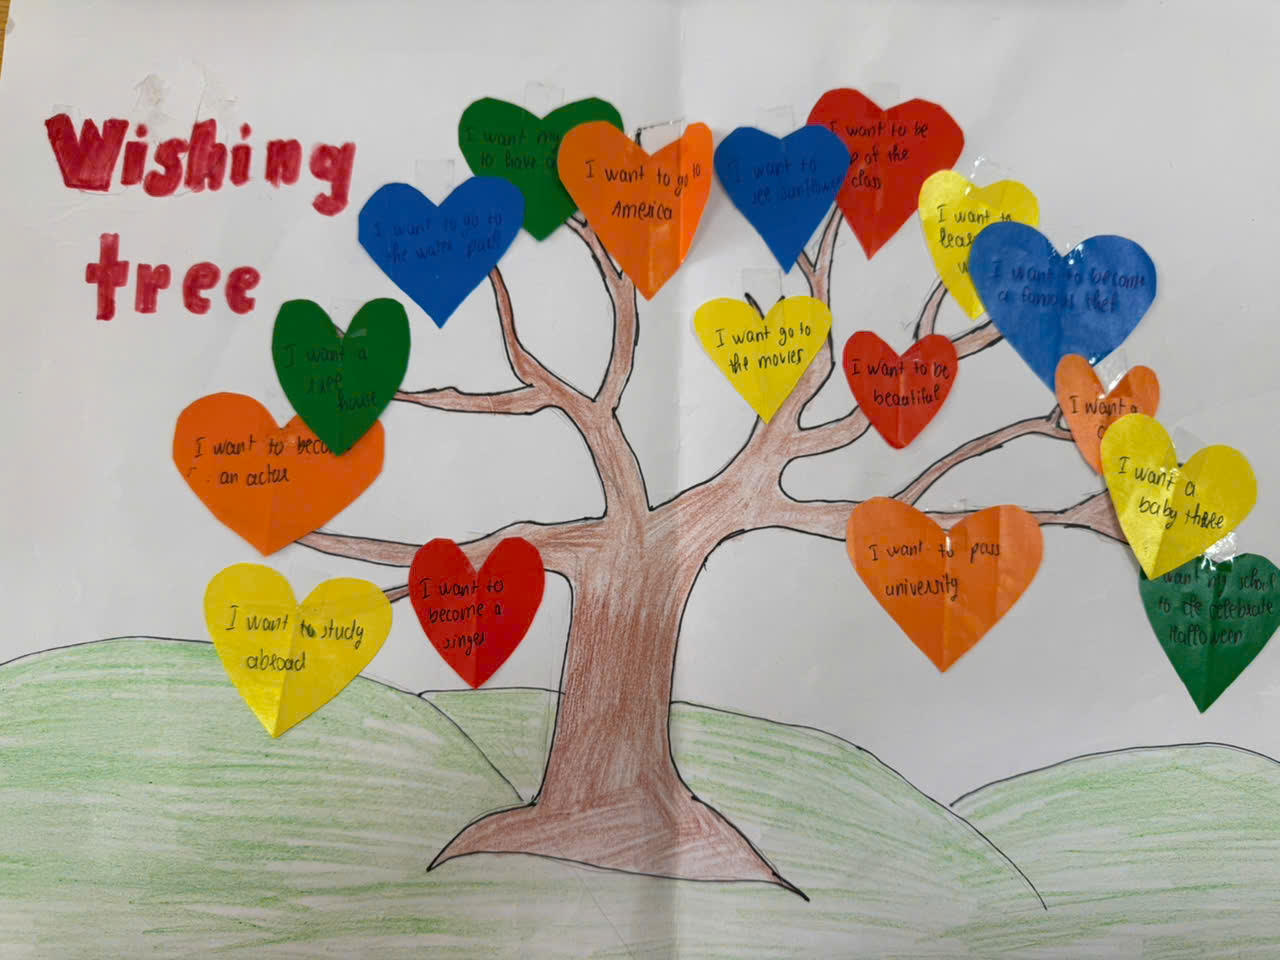 Wishing
tree
I want my
to have a
I want to go to
America
I want to
see sunflower
I want to be
of the
class
I want to go to
the water park
I want to
I want to become
a famous
I want a
tree
house
I want go to
the movies
I want to be
beautiful
I want a
I want to beco
an actor
I want a
baby three
I want to pass
university
want my school
to celebrate
Halloween
I want to
become a
singer
I want to study
abroad